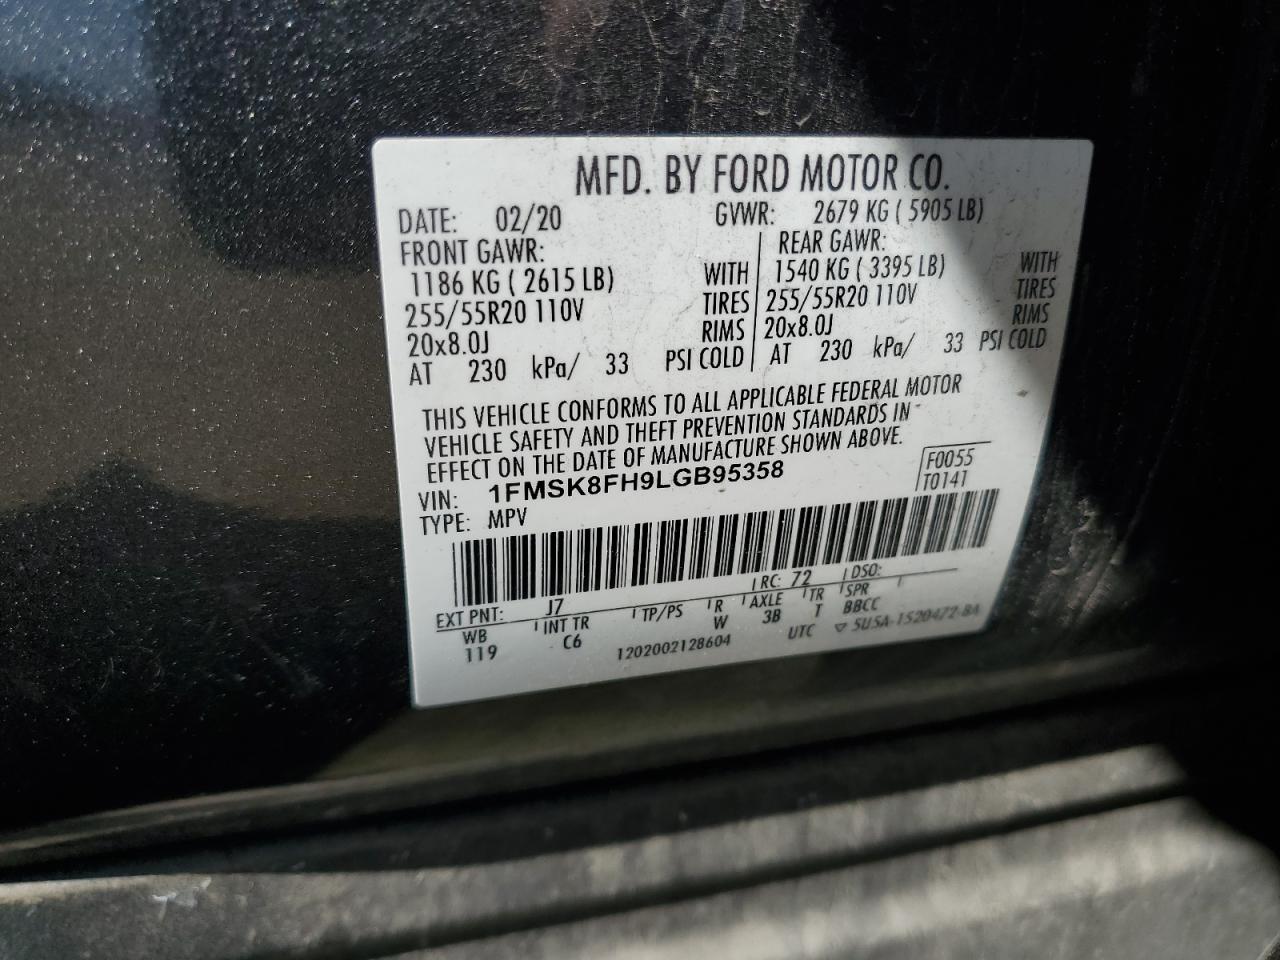 MFD. BY FORD MOTOR CO.
DATE: 02/20 GVWR: 2679 KG ( 5905 LB)
FRONT GAWR: REAR GAWR:
1186 KG ( 2615 LB) WITH 1540 KG ( 3395 LB) WITH
255/55R20 110V TIRES 255/55R20 110V TIRES
20x8.0J RIMS 20x8.0J RIMS
AT 230 kPa/ 33 PSI COLD AT 230 kPa/ 33 PSI COLD
THIS VEHICLE CONFORMS TO ALL APPLICABLE FEDERAL MOTOR
VEHICLE SAFETY AND THEFT PREVENTION STANDARDS IN
EFFECT ON THE DATE OF MANUFACTURE SHOWN ABOVE.
VIN: 1FMSK8FH9LGB95358 F0055
TYPE: MPV T0141
EXT PNT: J7 RC: 72 DSO:
WB INT TR TP/PS R AXLE TR SPR
119 C6 W 3B T BBCC
1202002128604 UTC ▽ 5USA-1520472-BA